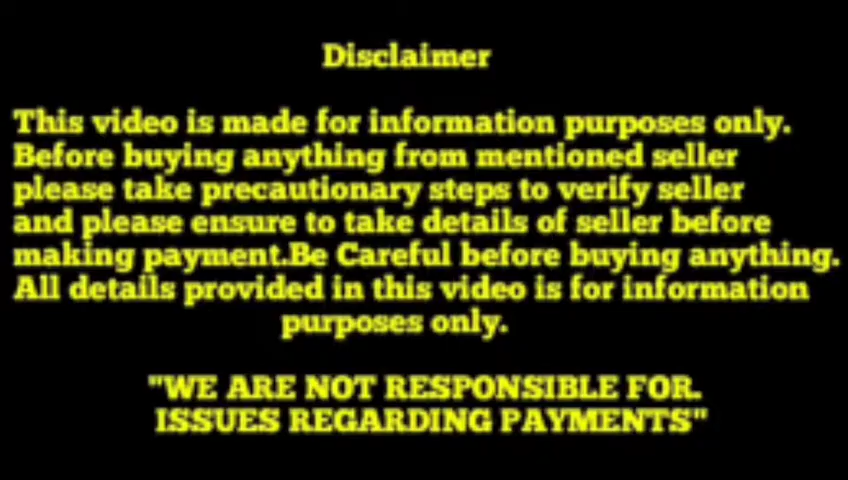 Disclaimer
This video is made for information purposes only.
Before buying anything from mentioned seller
please take precautionary steps to verify seller
and please ensure to take details of seller before
making payment.Be Careful before buying anything.
All details provided in this video is for information
purposes only.
"WE ARE NOT RESPONSIBLE FOR.
ISSUES REGARDING PAYMENTS"